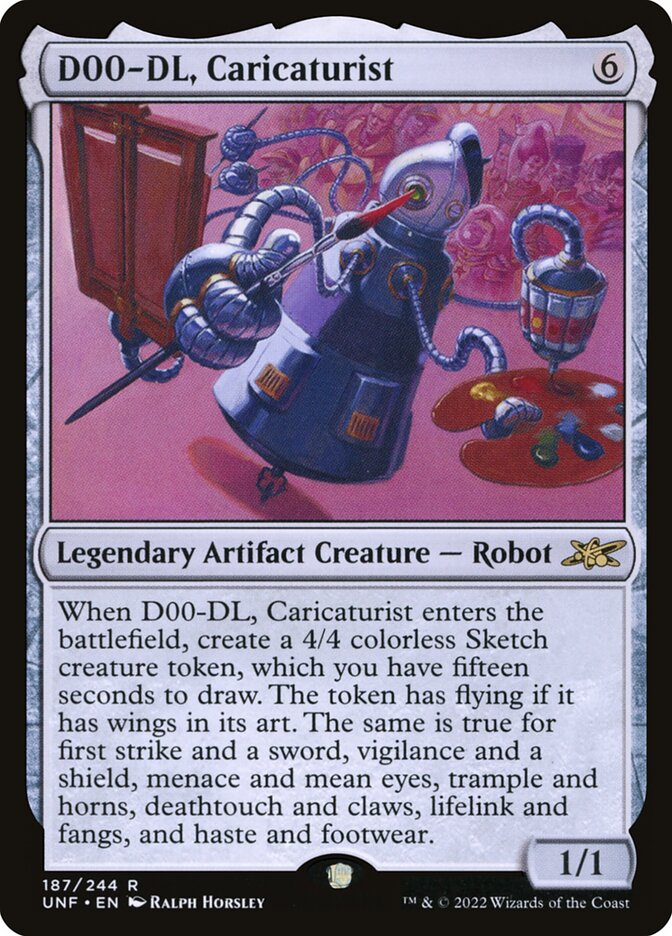 D00-DL, Caricaturist
6
Legendary Artifact Creature — Robot
When D00-DL, Caricaturist enters the
battlefield, create a 4/4 colorless Sketch
creature token, which you have fifteen
seconds to draw. The token has flying if it
has wings in its art. The same is true for
first strike and a sword, vigilance and a
shield, menace and mean eyes, trample and
horns, deathtouch and claws, lifelink and
fangs, and haste and footwear.
1/1
187/244 R
UNF • EN Ralph Horsley
™ & © 2022 Wizards of the Coast